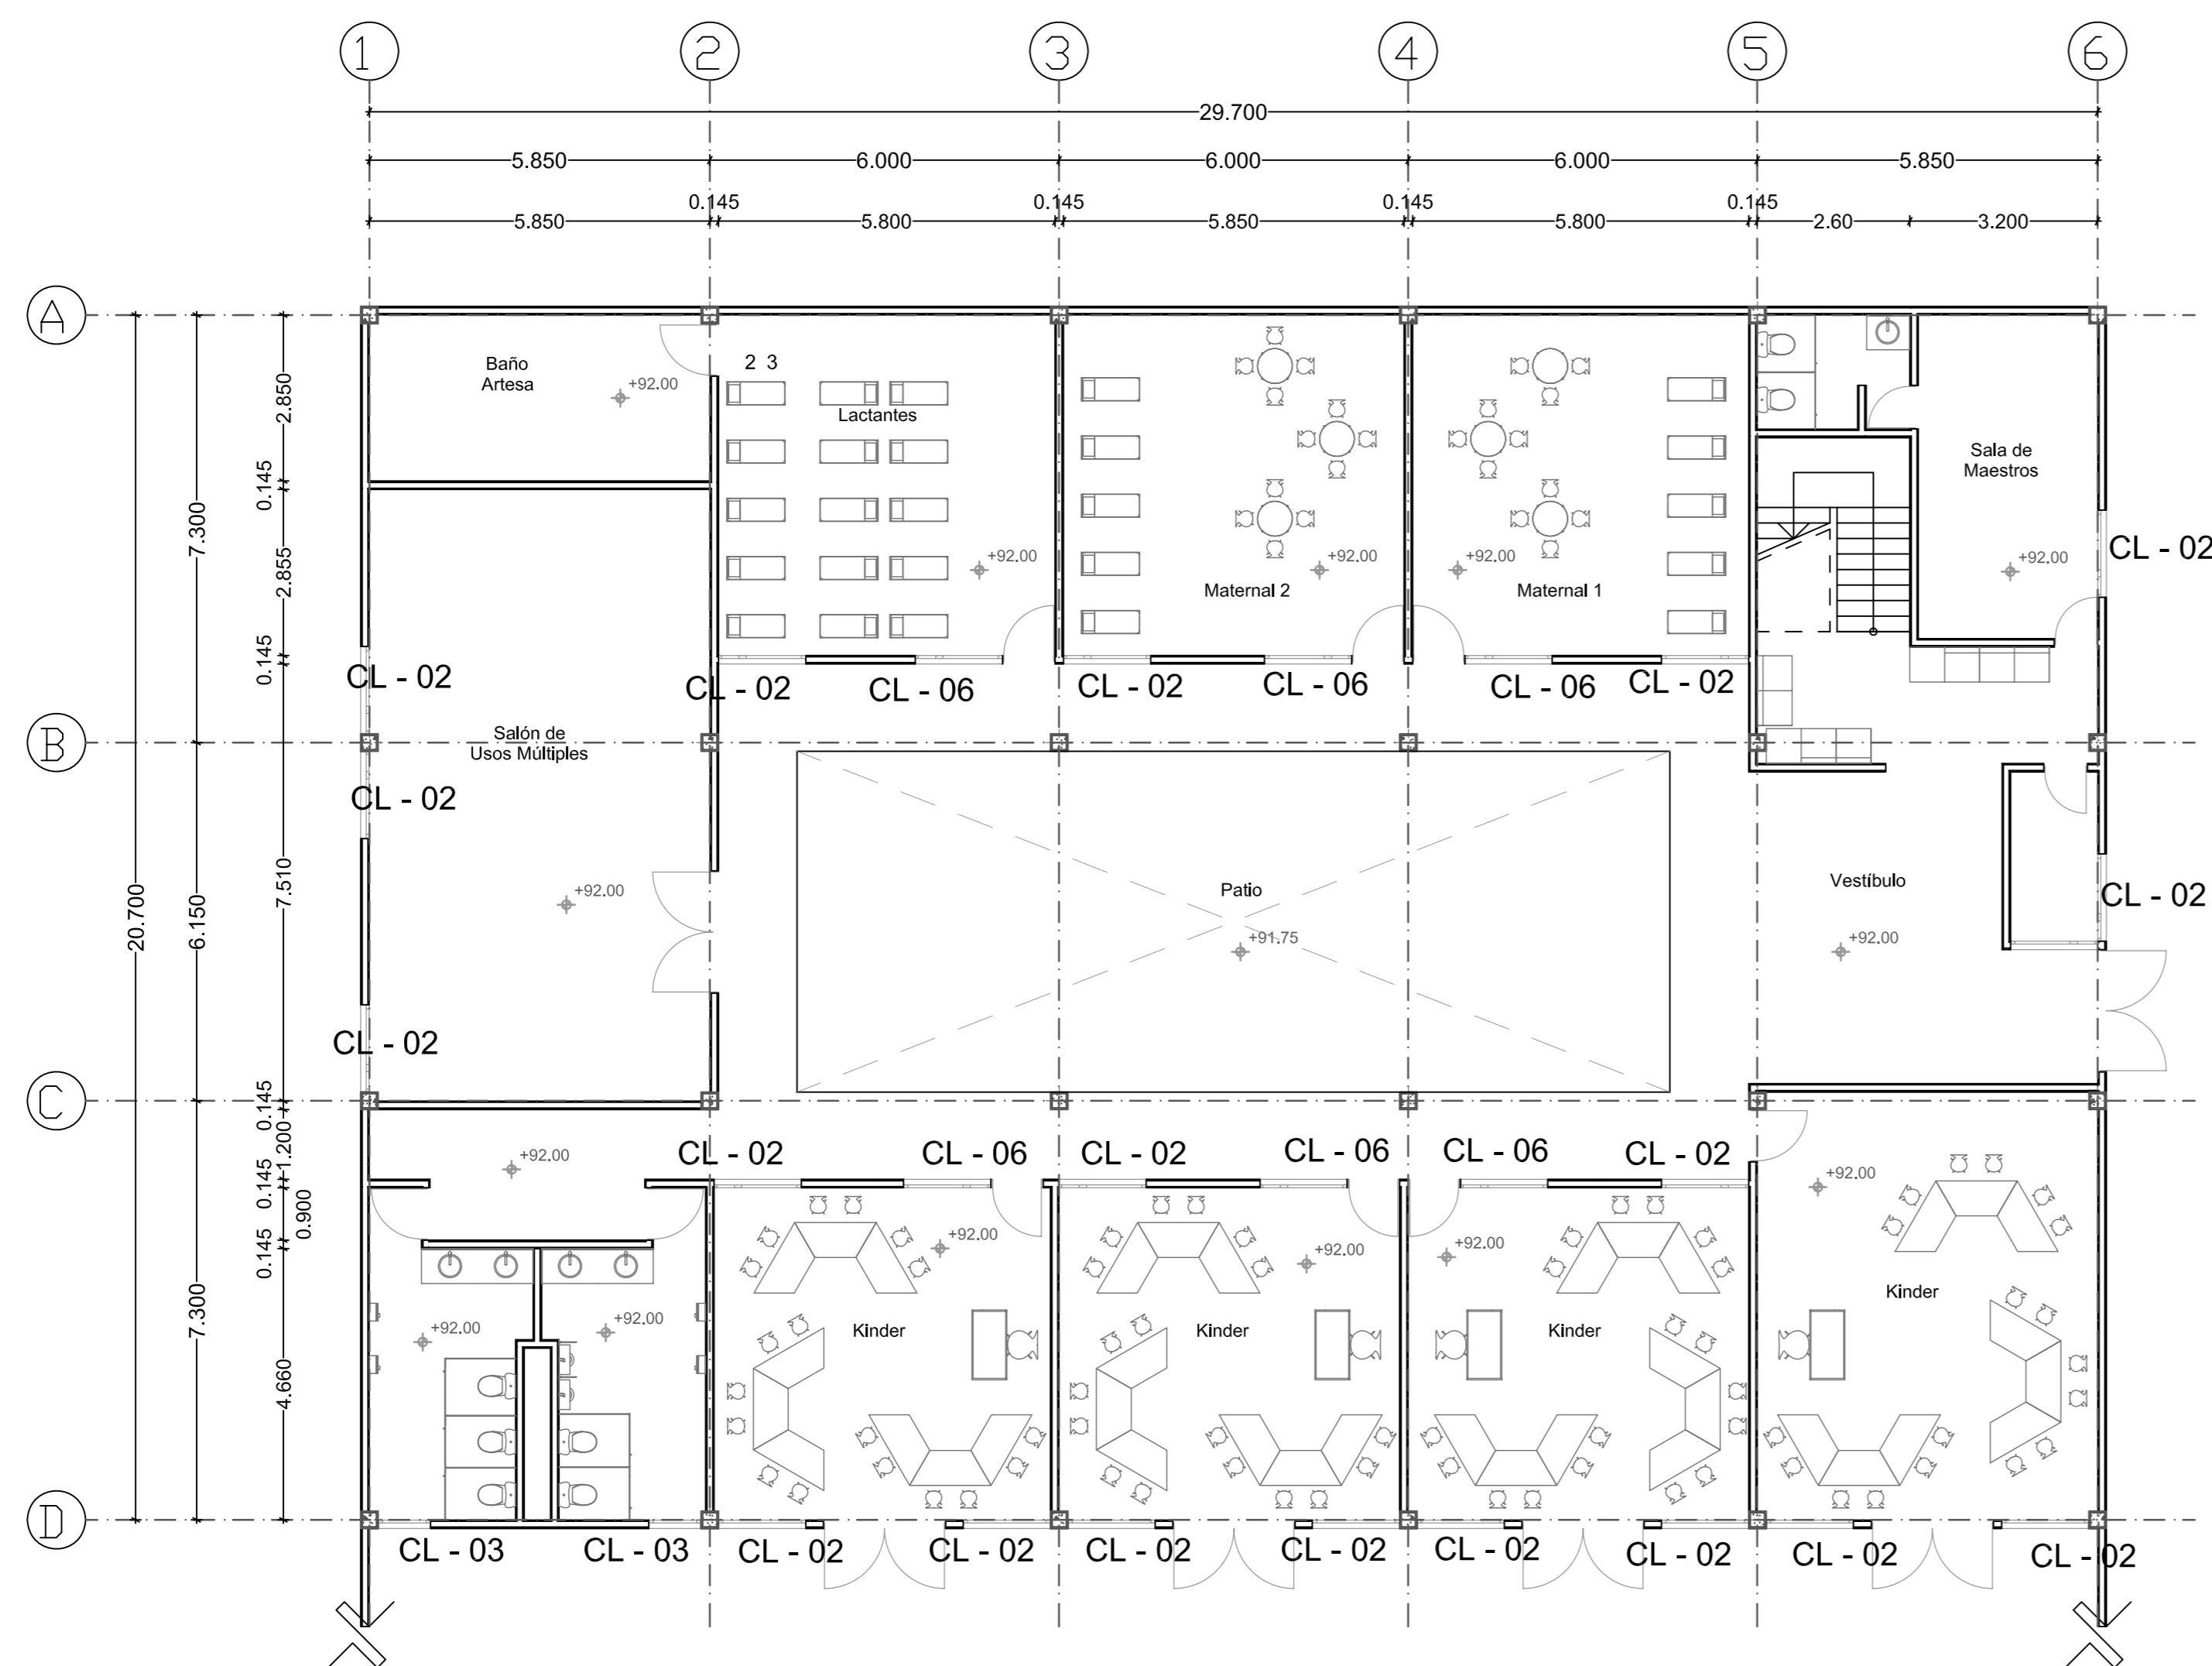 1 2 3 4 5 6
29.700
5.850 6.000 6.000 6.000 5.850
0.145 0.145 0.145 0.145
5.850 5.800 5.850 5.800 2.60 3.200
A
Baño
Artesa
+92.00
2 3
Lactantes
+92.00
Maternal 2
+92.00
Maternal 1
+92.00
Sala de
Maestros
+92.00
CL - 02
2.850
0.145
7.300
2.855
0.145
CL - 02
CL - 02
CL - 06
CL - 02
CL - 06
CL - 06
CL - 02
B
Salón de
Usos Múltiples
CL - 02
+92.00
20.700
6.150
7.510
Patio
+91.75
Vestíbulo
+92.00
CL - 02
CL - 02
C
0.145
1.200
0.145
0.900
0.145
+92.00
CL - 02
CL - 06
CL - 02
CL - 06
CL - 06
CL - 02
+92.00
+92.00
+92.00
+92.00
7.300
4.660
+92.00
+92.00
Kinder
Kinder
Kinder
Kinder
D
CL - 03
CL - 03
CL - 02
CL - 02
CL - 02
CL - 02
CL - 02
CL - 02
CL - 02
CL - 02